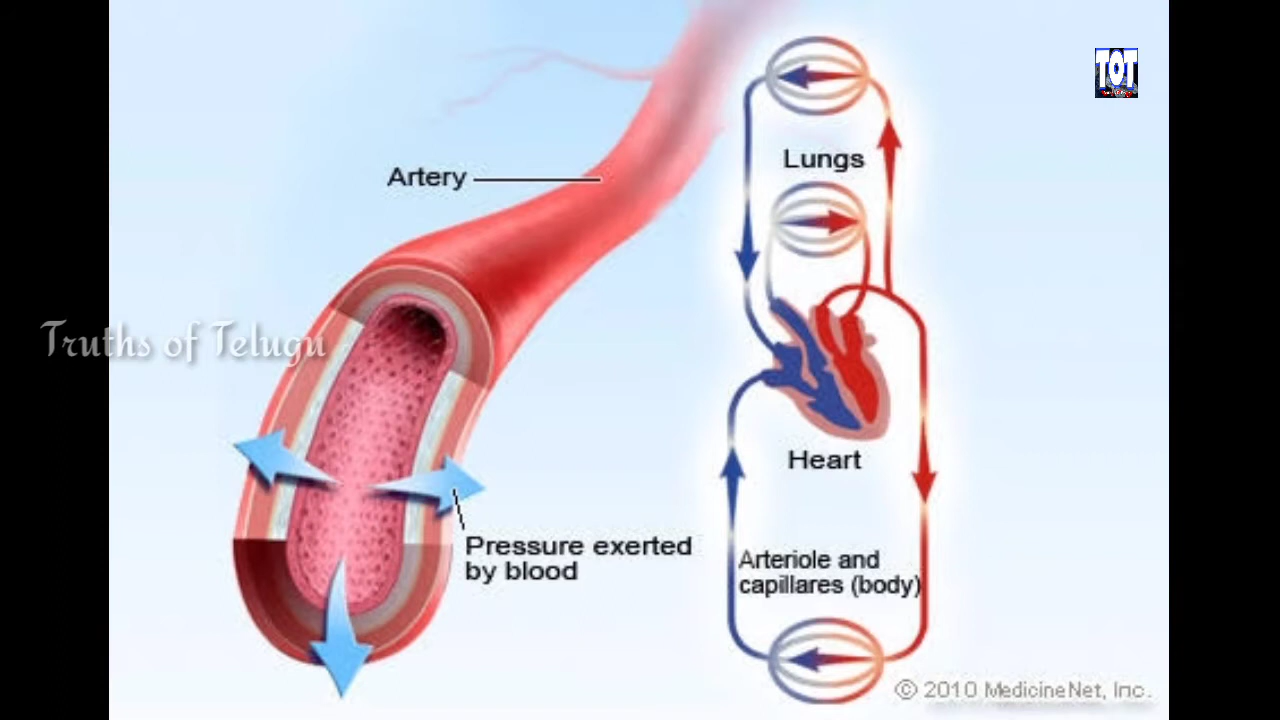 TOT
Lungs
Artery
Truths of Telugu
Heart
Pressure exerted
by blood
Arteriole and
capillares (body)
© 2010 MedicineNet, Inc.